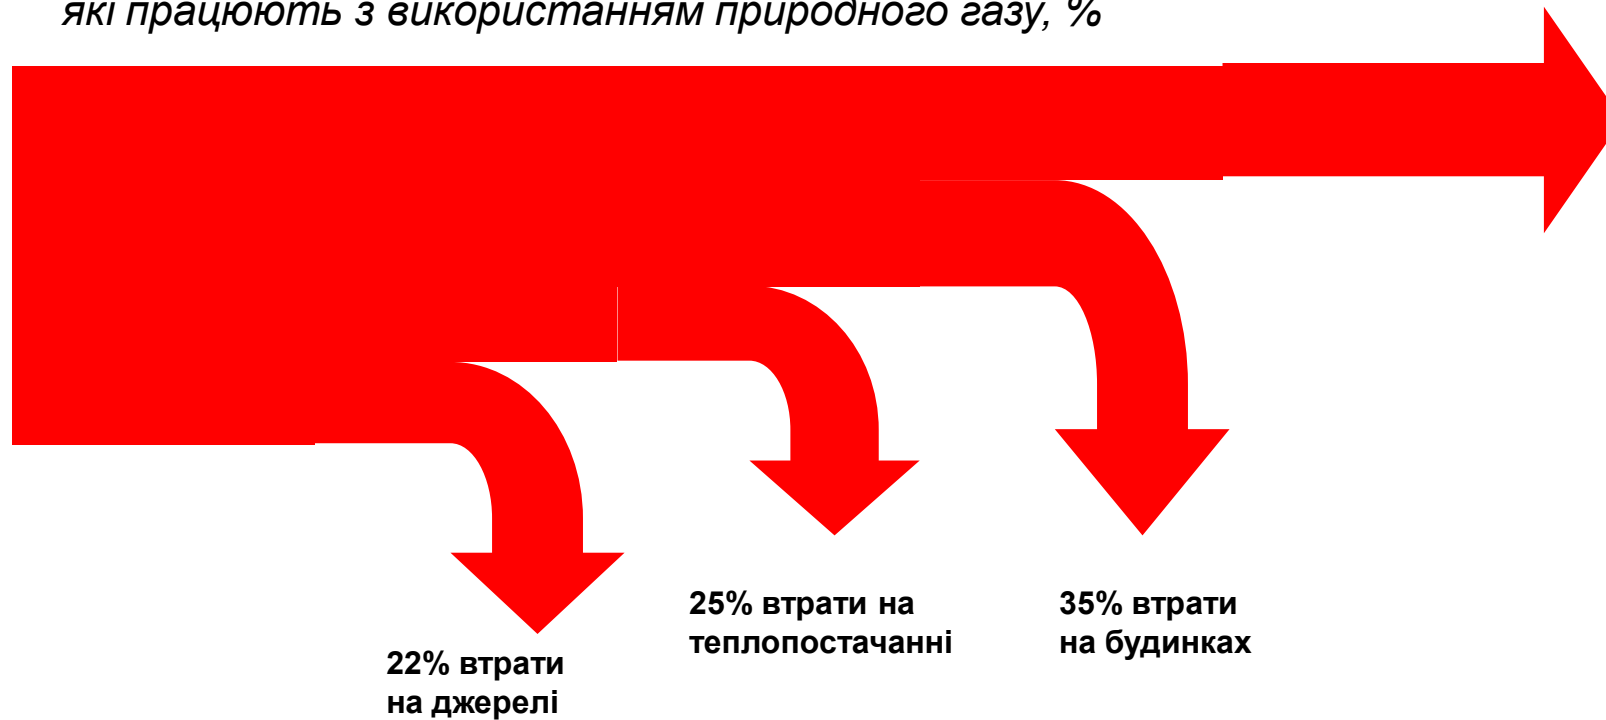 які працюють з використанням природного газу, %
25% втрати на
теплопостачанні
35% втрати
на будинках
22% втрати
на джерелі